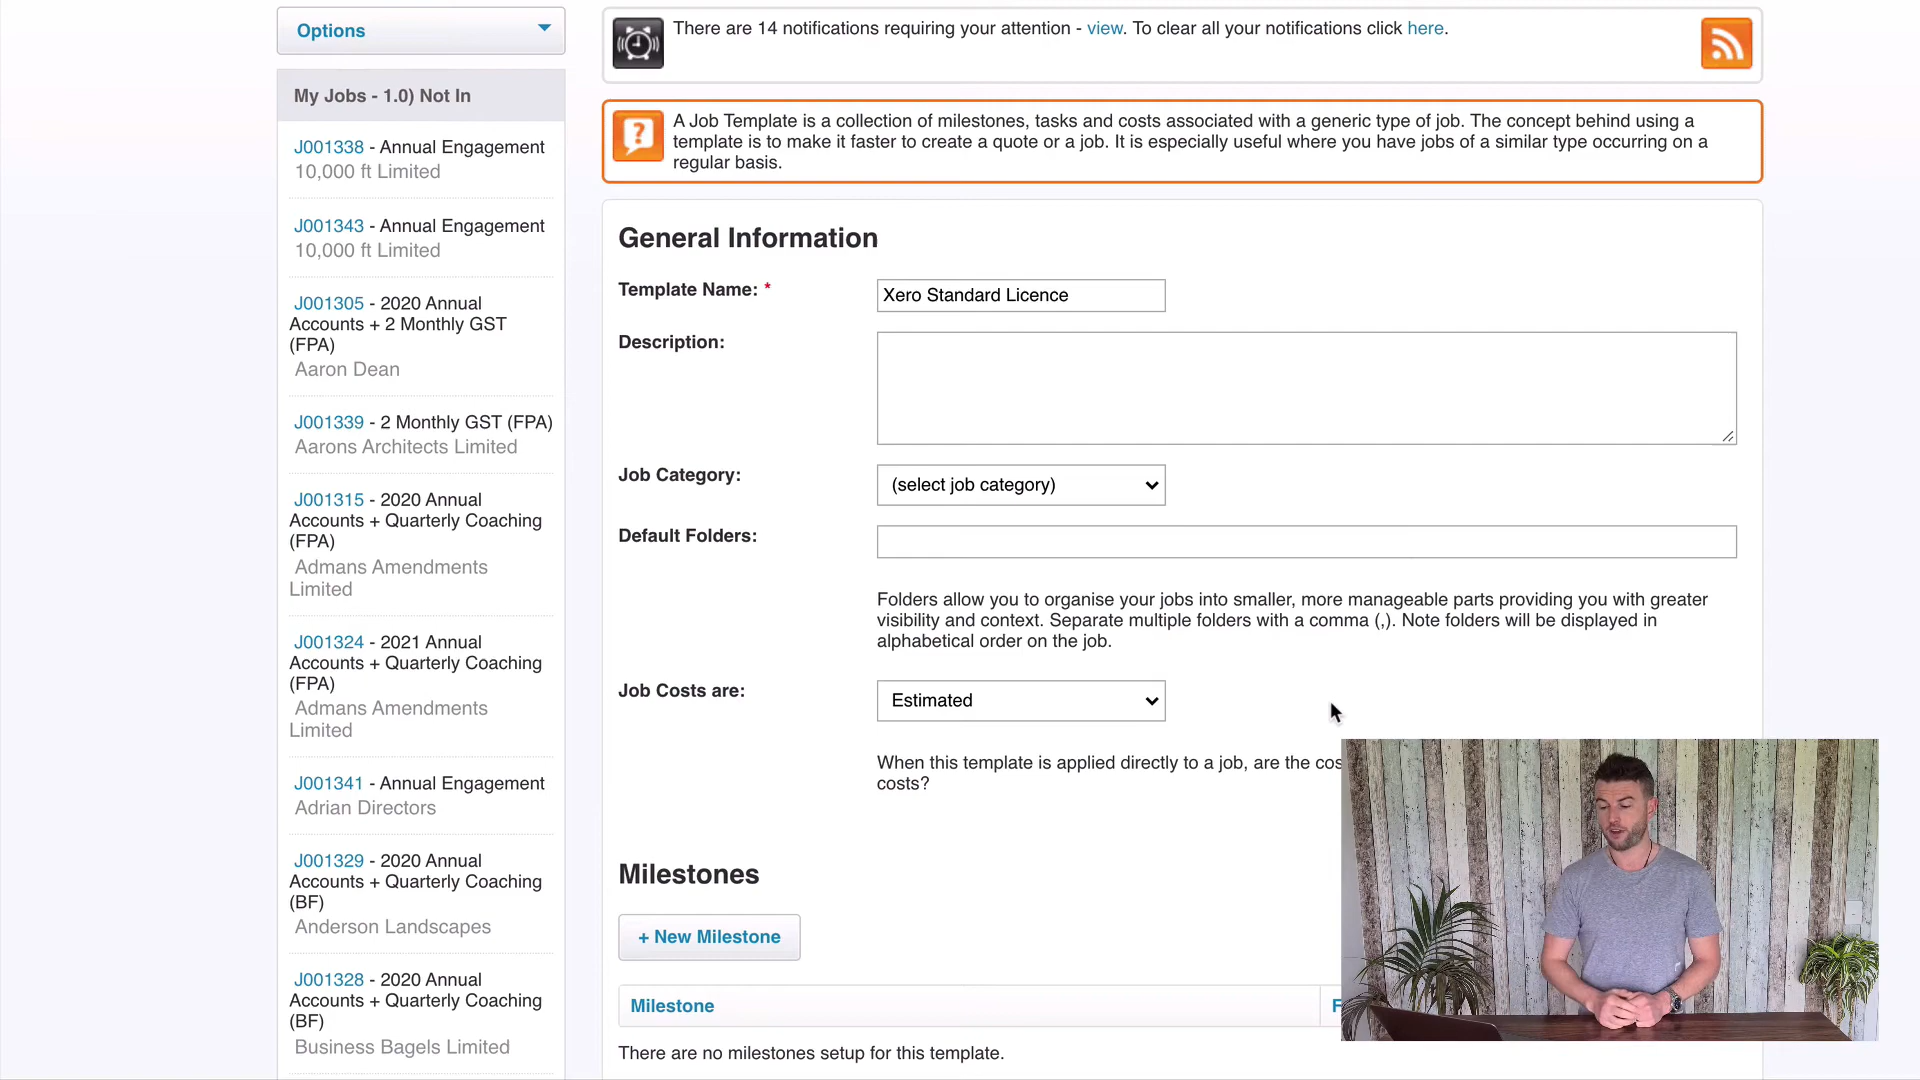 Options
My Jobs - 1.0) Not In
J001338 - Annual Engagement
10,000 ft Limited
J001343 - Annual Engagement
10,000 ft Limited
J001305 - 2020 Annual
Accounts + 2 Monthly GST
(FPA)
Aaron Dean
J001339 - 2 Monthly GST (FPA)
Aarons Architects Limited
J001315 - 2020 Annual
Accounts + Quarterly Coaching
(FPA)
Admans Amendments
Limited
J001324 - 2021 Annual
Accounts + Quarterly Coaching
(FPA)
Admans Amendments
Limited
J001341 - Annual Engagement
Adrian Directors
J001329 - 2020 Annual
Accounts + Quarterly Coaching
(BF)
Anderson Landscapes
J001328 - 2020 Annual
Accounts + Quarterly Coaching
(BF)
Business Bagels Limited
There are 14 notifications requiring your attention - view. To clear all your notifications click here.
A Job Template is a collection of milestones, tasks and costs associated with a generic type of job. The concept behind using a
template is to make it faster to create a quote or a job. It is especially useful where you have jobs of a similar type occurring on a
regular basis.
General Information
Template Name: * Xero Standard Licence
Description:
Job Category: (select job category)
Default Folders:
Folders allow you to organise your jobs into smaller, more manageable parts providing you with greater
visibility and context. Separate multiple folders with a comma (,). Note folders will be displayed in
alphabetical order on the job.
Job Costs are: Estimated
When this template is applied directly to a job, are the
costs?
Milestones
+ New Milestone
Milestone
There are no milestones setup for this template.